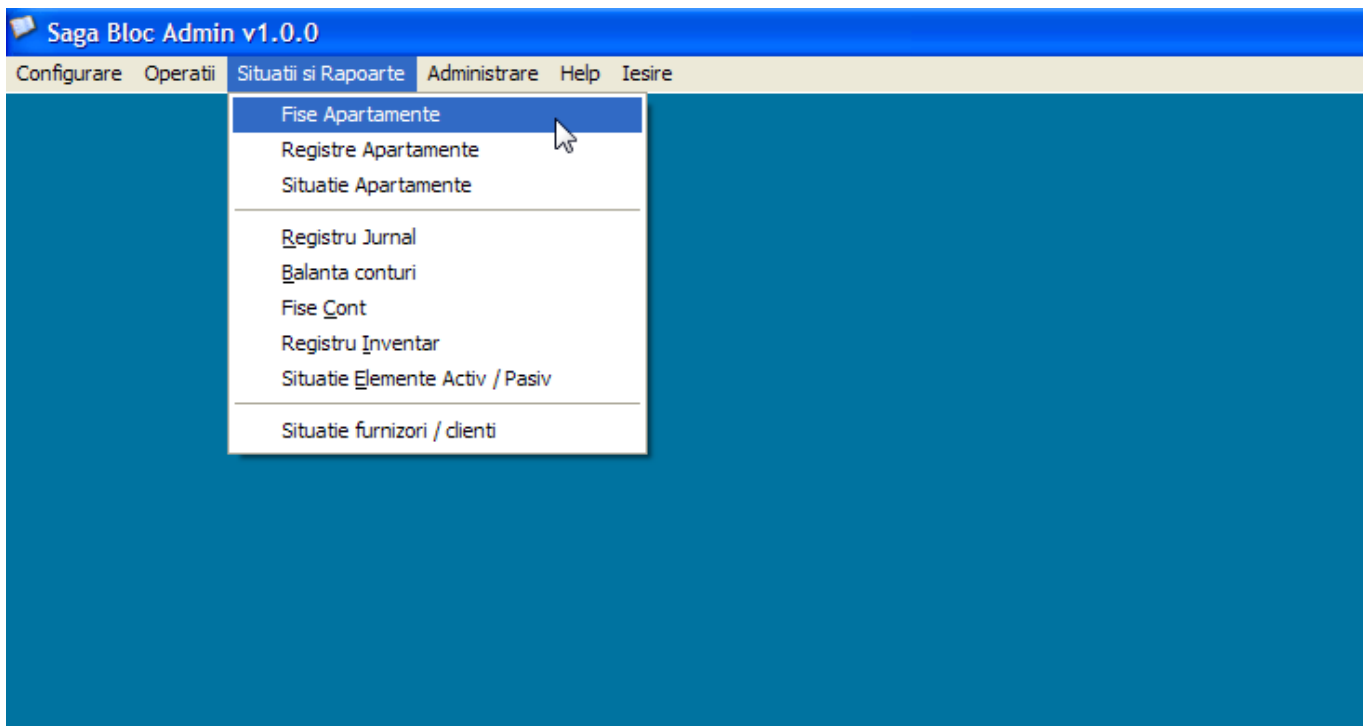 Saga Bloc Admin v1.0.0
Configurare Operatii Situatii si Rapoarte Administrare Help Iesire
Fise Apartamente
Registre Apartamente
Situatie Apartamente
Registru Jurnal
Balanta conturi
Fise Cont
Registru Inventar
Situatie Elemente Activ / Pasiv
Situatie furnizori / clienti